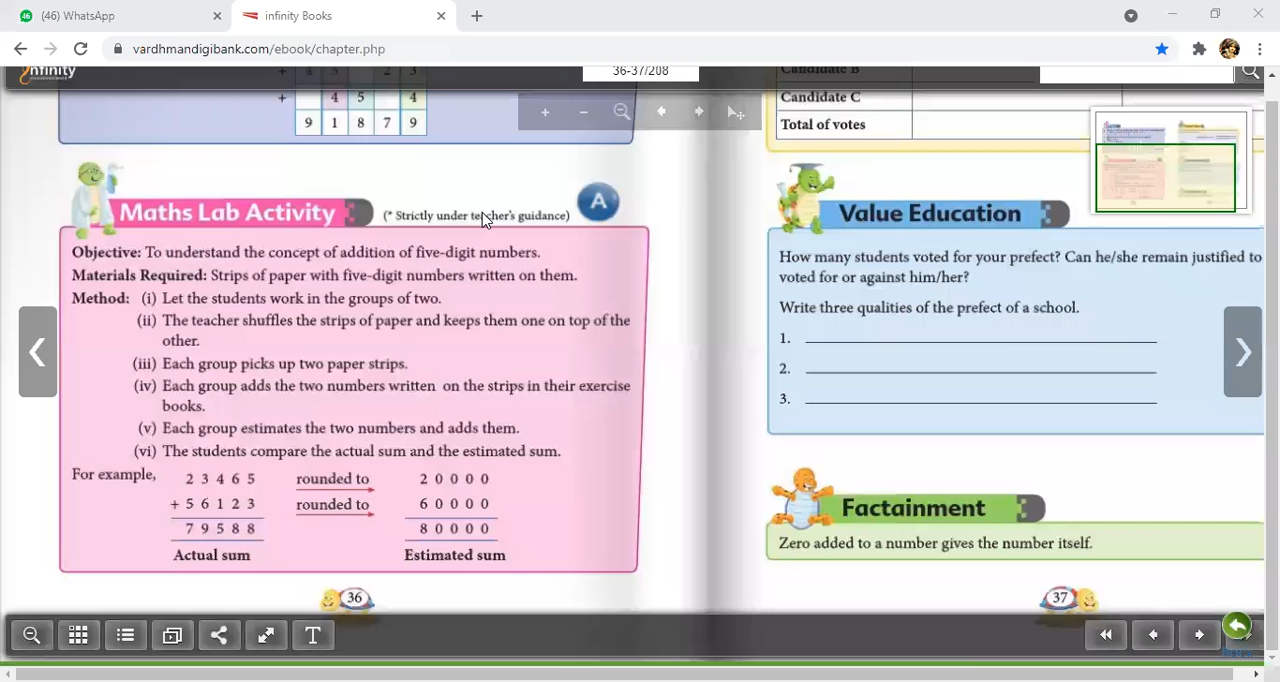 (46) WhatsApp
infinity Books
vardhmandigibank.com/ebook/chapter.php
36-37/208
+ 4 5 4
9 1 8 7 9
Candidate B
Candidate C
Total of votes
Maths Lab Activity (* Strictly under teacher's guidance) A
Objective: To understand the concept of addition of five-digit numbers.
Materials Required: Strips of paper with five-digit numbers written on them.
Method: (i) Let the students work in the groups of two.
(ii) The teacher shuffles the strips of paper and keeps them one on top of the
other.
(iii) Each group picks up two paper strips.
(iv) Each group adds the two numbers written on the strips in their exercise
books.
(v) Each group estimates the two numbers and adds them.
(vi) The students compare the actual sum and the estimated sum.
For example, 2 3 4 6 5 rounded to 2 0 0 0 0
+ 5 6 1 2 3 rounded to 6 0 0 0 0
7 9 5 8 8 8 0 0 0 0
Actual sum Estimated sum
36
Value Education
How many students voted for your prefect? Can he/she remain justified to
voted for or against him/her?
Write three qualities of the prefect of a school.
1.
2.
3.
Factainment
Zero added to a number gives the number itself.
37